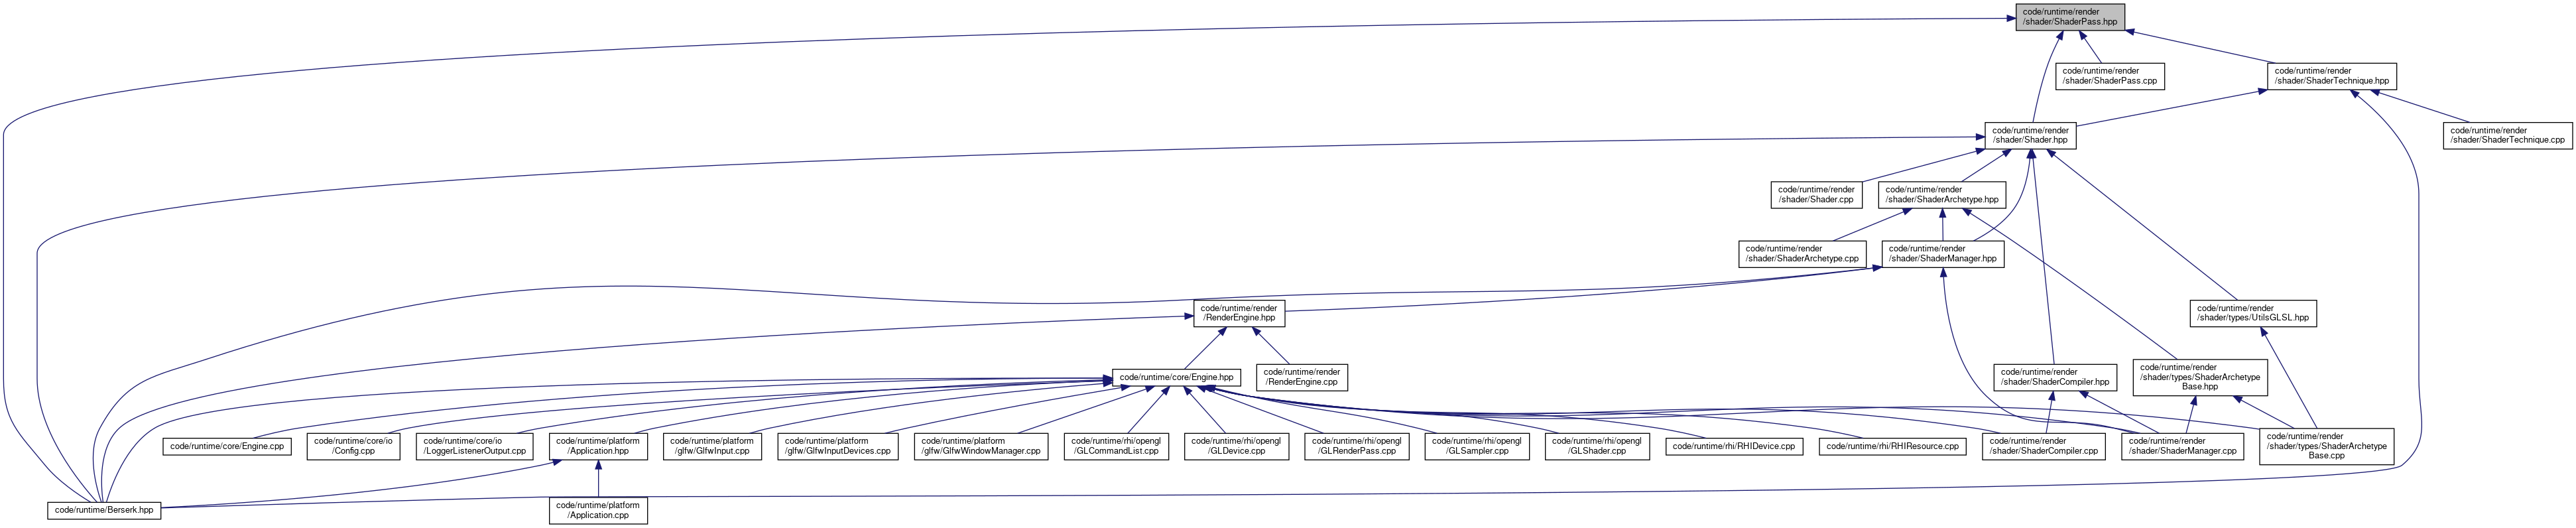 code/runtime/render
/shader/ShaderPass.hpp
code/runtime/render
/shader/ShaderPass.cpp
code/runtime/render
/shader/ShaderTechnique.hpp
code/runtime/render
/shader/Shader.hpp
code/runtime/render
/shader/ShaderTechnique.cpp
code/runtime/render
/shader/Shader.cpp
code/runtime/render
/shader/ShaderArchetype.hpp
code/runtime/render
/shader/ShaderArchetype.cpp
code/runtime/render
/shader/ShaderManager.hpp
code/runtime/render
/RenderEngine.hpp
code/runtime/render
/shader/types/UtilsGLSL.hpp
code/runtime/core/Engine.hpp
code/runtime/render
/RenderEngine.cpp
code/runtime/render
/shader/ShaderCompiler.hpp
code/runtime/render
/shader/types/ShaderArchetype
Base.hpp
code/runtime/core/Engine.cpp
code/runtime/core/io
/Config.cpp
code/runtime/core/io
/LoggerListenerOutput.cpp
code/runtime/platform
/Application.hpp
code/runtime/platform
/glfw/GlfwInput.cpp
code/runtime/platform
/glfw/GlfwInputDevices.cpp
code/runtime/platform
/glfw/GlfwWindowManager.cpp
code/runtime/rhi/opengl
/GLCommandList.cpp
code/runtime/rhi/opengl
/GLDevice.cpp
code/runtime/rhi/opengl
/GLRenderPass.cpp
code/runtime/rhi/opengl
/GLSampler.cpp
code/runtime/rhi/opengl
/GLShader.cpp
code/runtime/rhi/RHIDevice.cpp
code/runtime/rhi/RHIResource.cpp
code/runtime/render
/shader/ShaderCompiler.cpp
code/runtime/render
/shader/ShaderManager.cpp
code/runtime/render
/shader/types/ShaderArchetype
Base.cpp
code/runtime/Berserk.hpp
code/runtime/platform
/Application.cpp